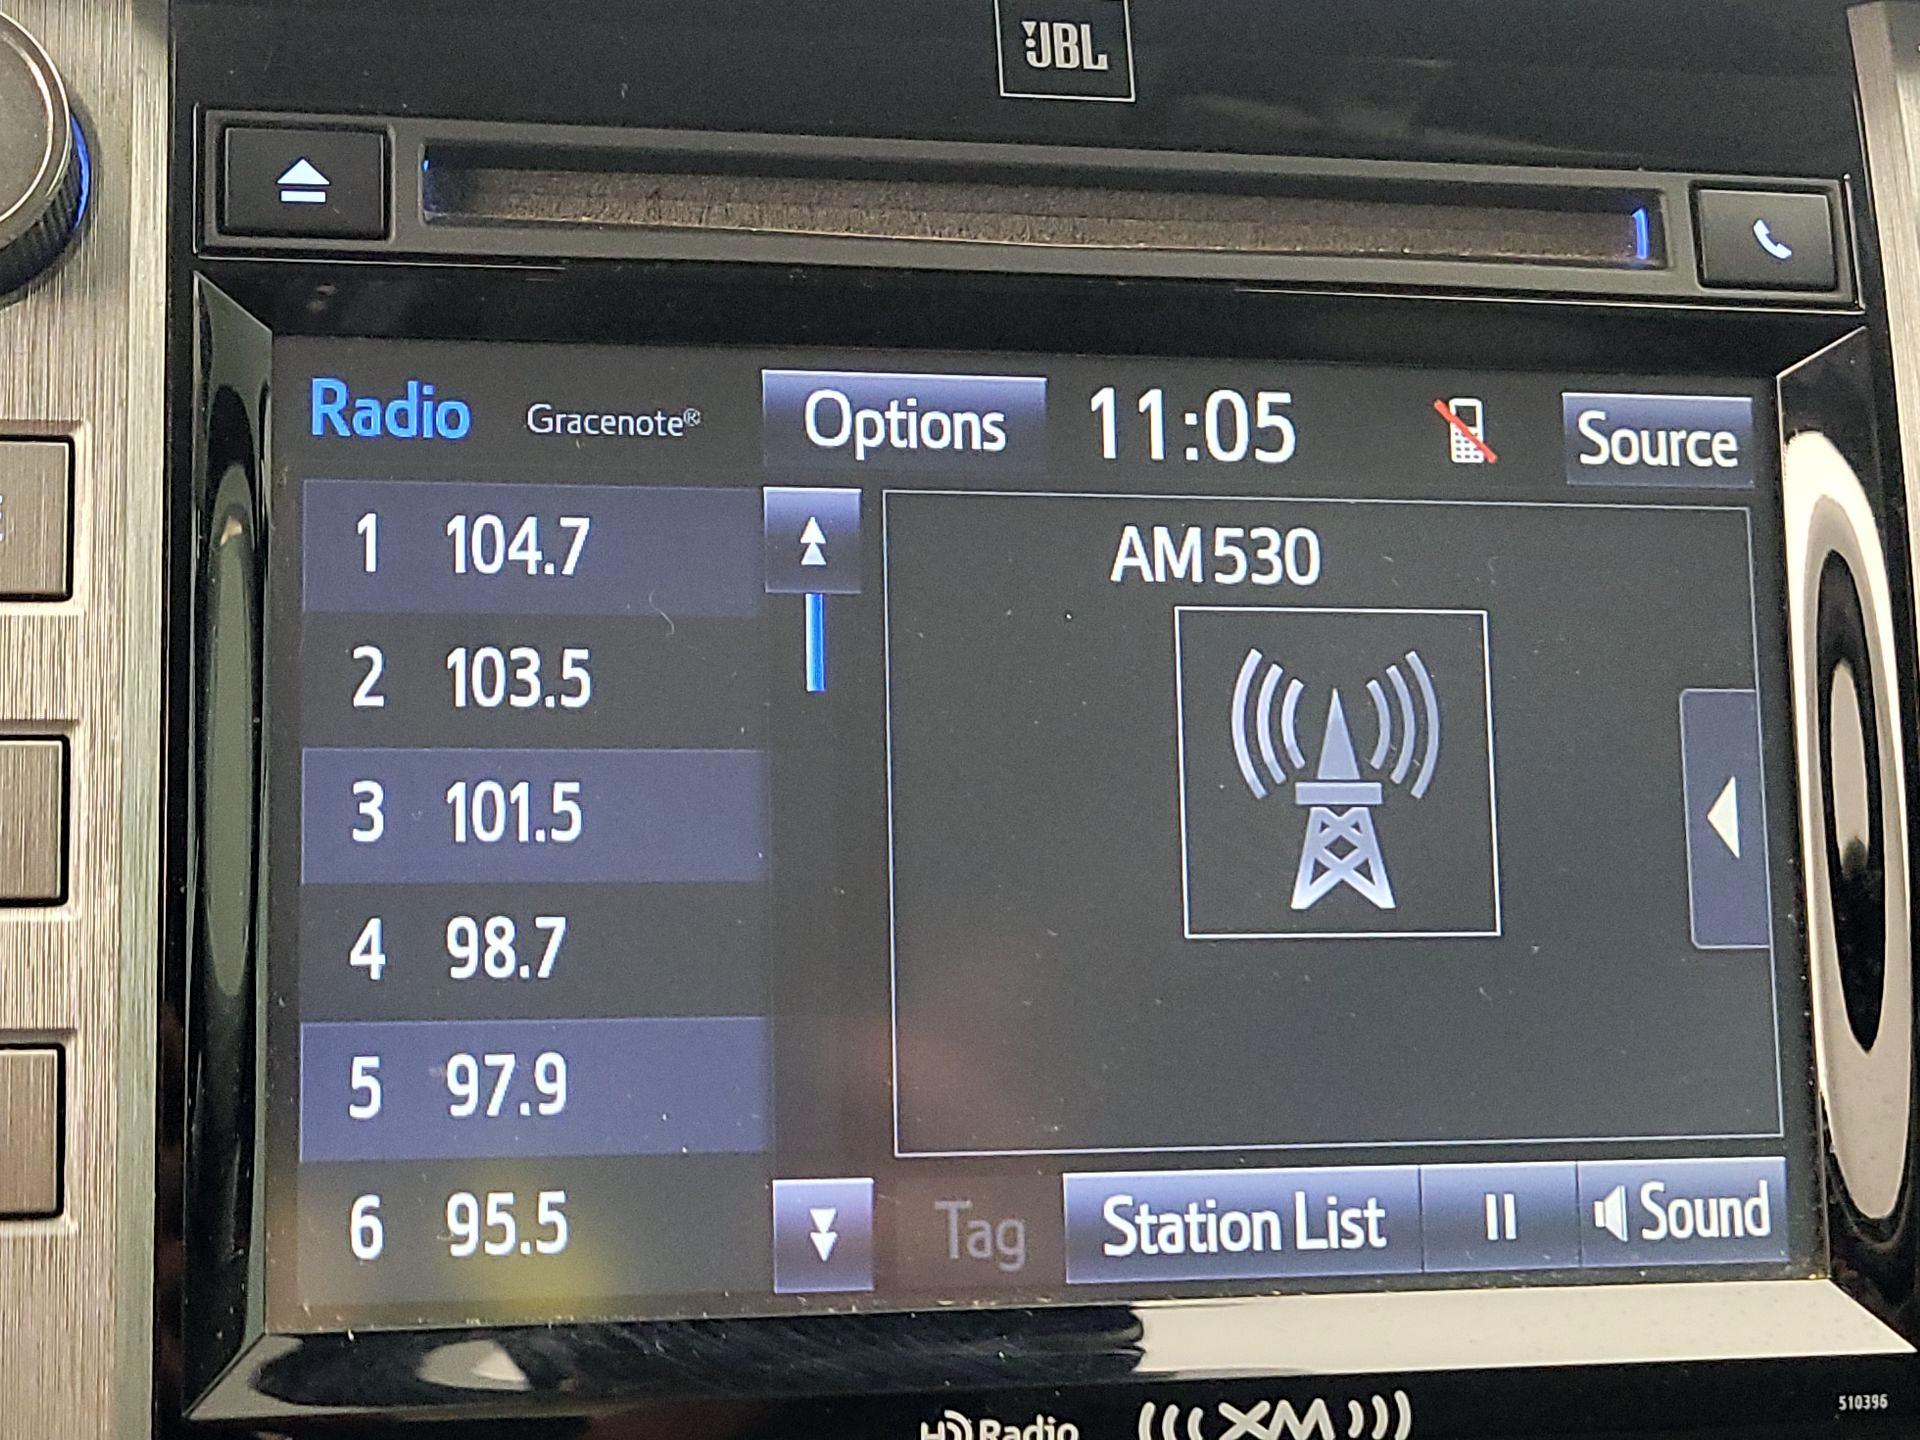 JBL
Radio Gracenote® Options 11:05 Source
1 104.7
2 103.5
3 101.5
4 98.7
5 97.9
6 95.5
AM 530
Tag Station List Sound
HD Radio XM
510396